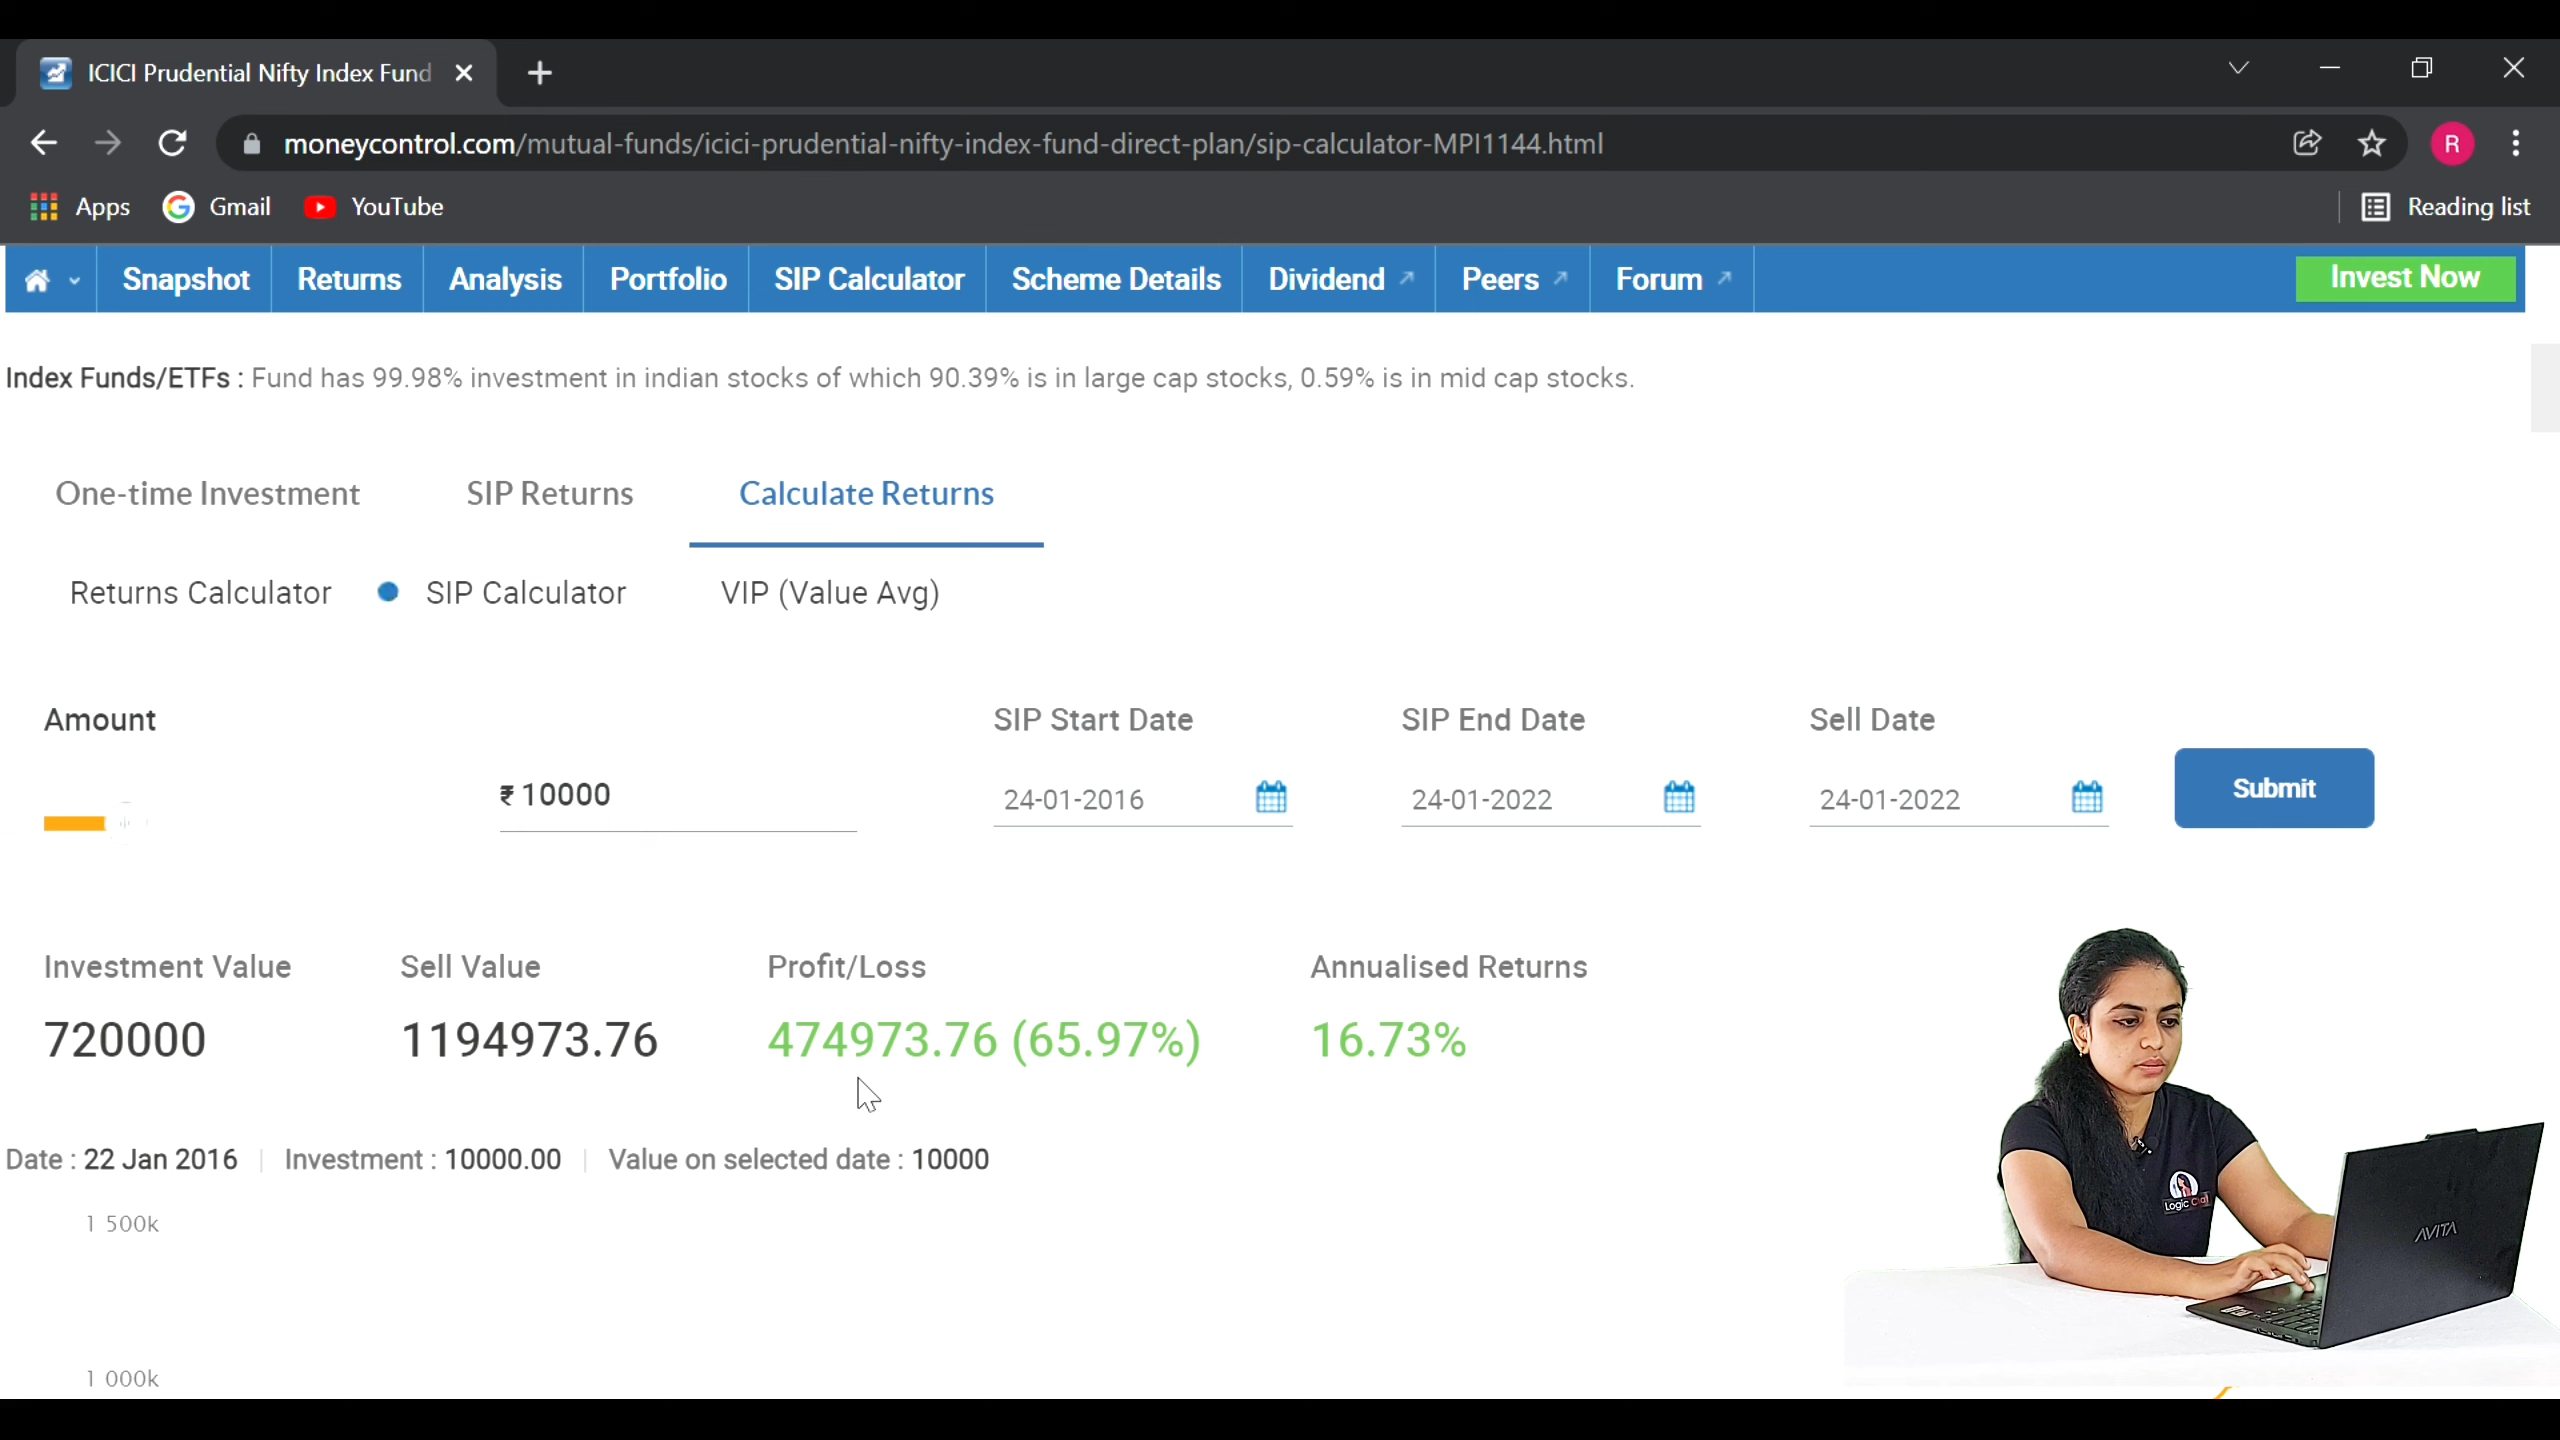 ICICI Prudential Nifty Index Fund
moneycontrol.com/mutual-funds/icici-prudential-nifty-index-fund-direct-plan/sip-calculator-MPI1144.html
R
Apps Gmail YouTube Reading list
Snapshot Returns Analysis Portfolio SIP Calculator Scheme Details Dividend Peers Forum Invest Now
Index Funds/ETFs : Fund has 99.98% investment in indian stocks of which 90.39% is in large cap stocks, 0.59% is in mid cap stocks.
One-time Investment SIP Returns Calculate Returns
Returns Calculator SIP Calculator VIP (Value Avg)
Amount SIP Start Date SIP End Date Sell Date
₹ 10000 24-01-2016 24-01-2022 24-01-2022 Submit
Investment Value Sell Value Profit/Loss Annualised Returns
720000 1194973.76 474973.76 (65.97%) 16.73%
Date : 22 Jan 2016 Investment : 10000.00 Value on selected date : 10000
1 500k
1 000k
Logic Chat
AVITA